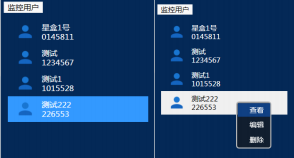 监控用户
星盒1号
0145811
测试
1234567
测试1
1015528
测试222
226553
监控用户
星盒1号
0145811
测试
1234567
测试1
1015528
测试222
226553
查看
编辑
删除